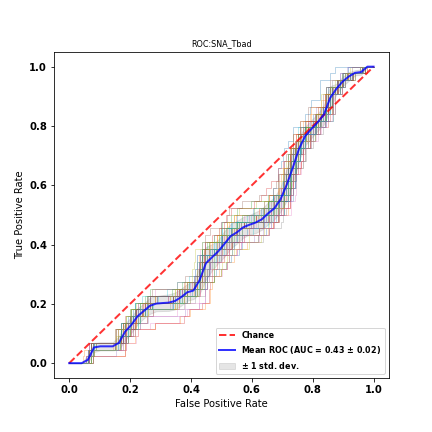 ROC:SNA_Tbad
1.0
0.8
0.6
0.4
0.2
0.0
True Positive Rate
Chance
Mean ROC (AUC = 0.43 ± 0.02)
± 1 std. dev.
0.0 0.2 0.4 0.6 0.8 1.0
False Positive Rate